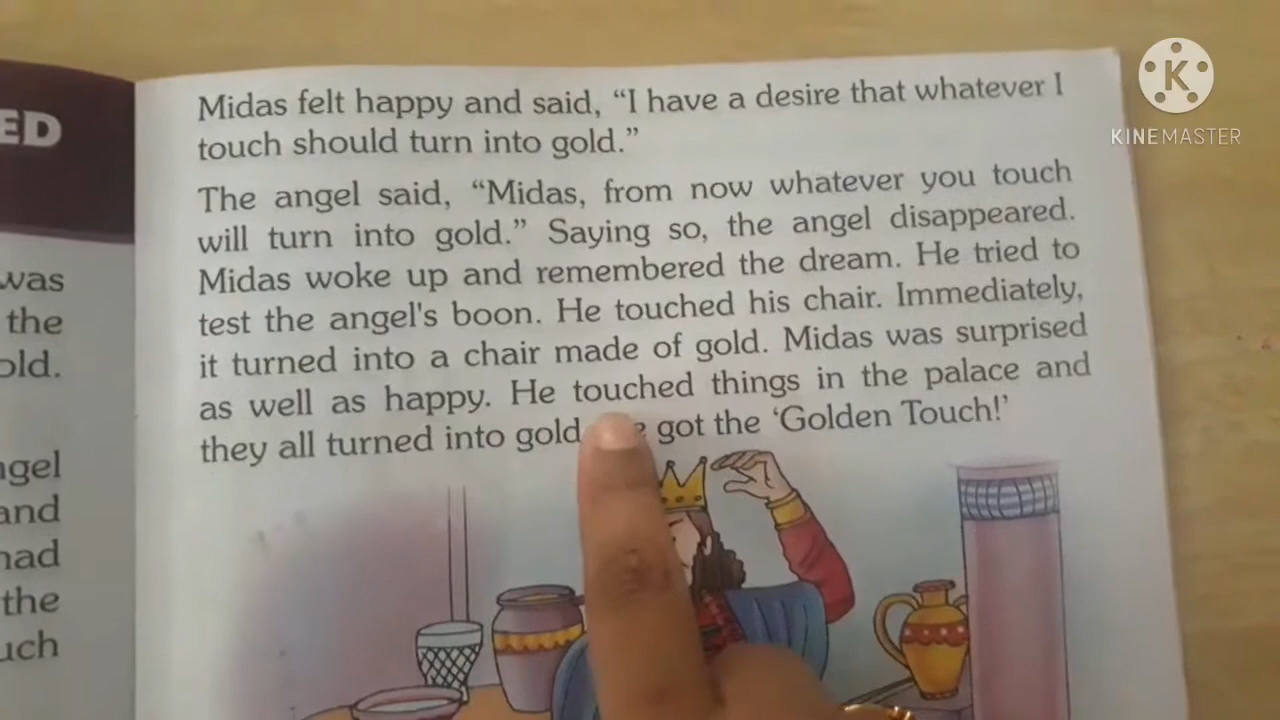 ED
was
the
old.
ngel
and
had
the
uch
Midas felt happy and said, “I have a desire that whatever I
touch should turn into gold.”
The angel said, “Midas, from now whatever you touch
will turn into gold.” Saying so, the angel disappeared.
Midas woke up and remembered the dream. He tried to
test the angel's boon. He touched his chair. Immediately,
it turned into a chair made of gold. Midas was surprised
as well as happy. He touched things in the palace and
they all turned into gold got the ‘Golden Touch!’
K
KINEMASTER